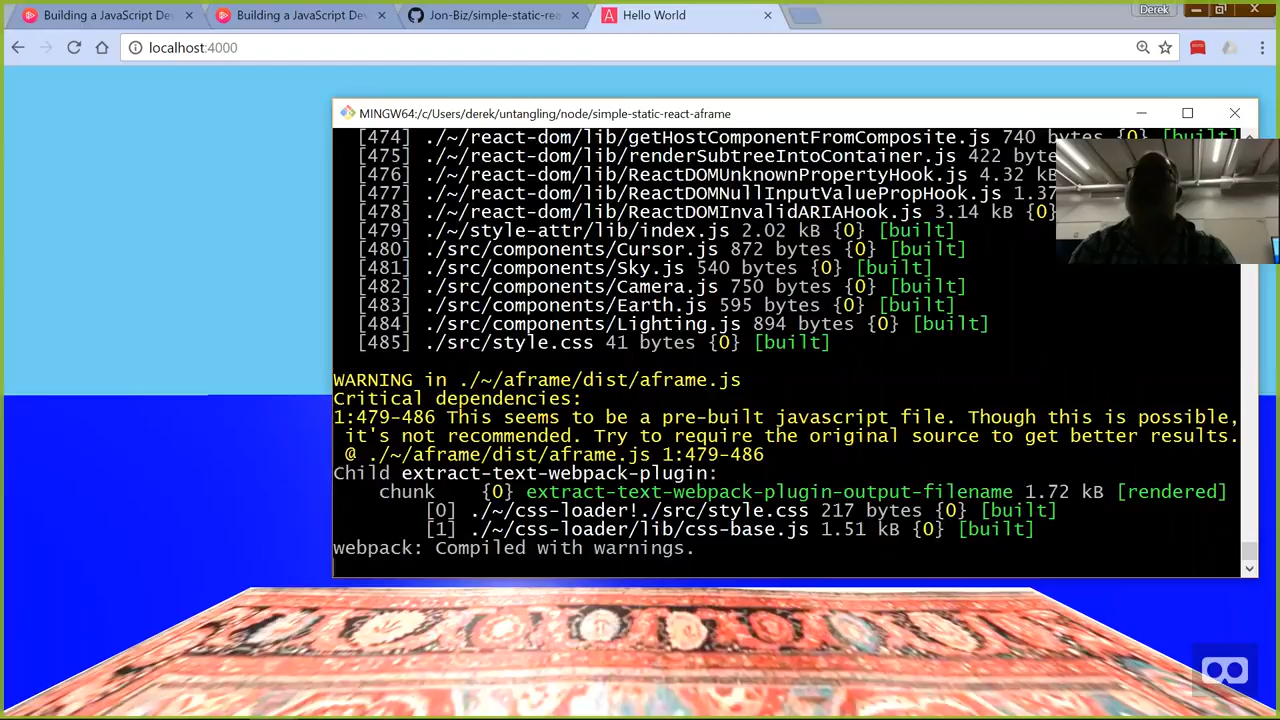 Building a JavaScript De
Building a JavaScript De
Jon-Biz/simple-static-rea
Hello World
Derek
localhost:4000
MINGW64:/c/Users/derek/untangling/node/simple-static-react-aframe
[474] ./~/react-dom/lib/getHostComponentFromComposite.js 740 bytes {0} [built]
[475] ./~/react-dom/lib/renderSubtreeIntoContainer.js 422 byte
[476] ./~/react-dom/lib/ReactDOMUnknownPropertyHook.js 4.32 kB
[477] ./~/react-dom/lib/ReactDOMNullInputValuePropHook.js 1.37
[478] ./~/react-dom/lib/ReactDOMInvalidARIAHook.js 3.14 kB {0}
[479] ./~/style-attr/lib/index.js 2.02 kB {0} [built]
[480] ./src/components/Cursor.js 872 bytes {0} [built]
[481] ./src/components/Sky.js 540 bytes {0} [built]
[482] ./src/components/Camera.js 750 bytes {0} [built]
[483] ./src/components/Earth.js 595 bytes {0} [built]
[484] ./src/components/Lighting.js 894 bytes {0} [built]
[485] ./src/style.css 41 bytes {0} [built]
WARNING in ./~/aframe/dist/aframe.js
Critical dependencies:
1:479-486 This seems to be a pre-built javascript file. Though this is possible,
it's not recommended. Try to require the original source to get better results.
@ ./~/aframe/dist/aframe.js 1:479-486
Child extract-text-webpack-plugin:
chunk {0} extract-text-webpack-plugin-output-filename 1.72 kB [rendered]
[0] ./~/css-loader!./src/style.css 217 bytes {0} [built]
[1] ./~/css-loader/lib/css-base.js 1.51 kB {0} [built]
webpack: Compiled with warnings.